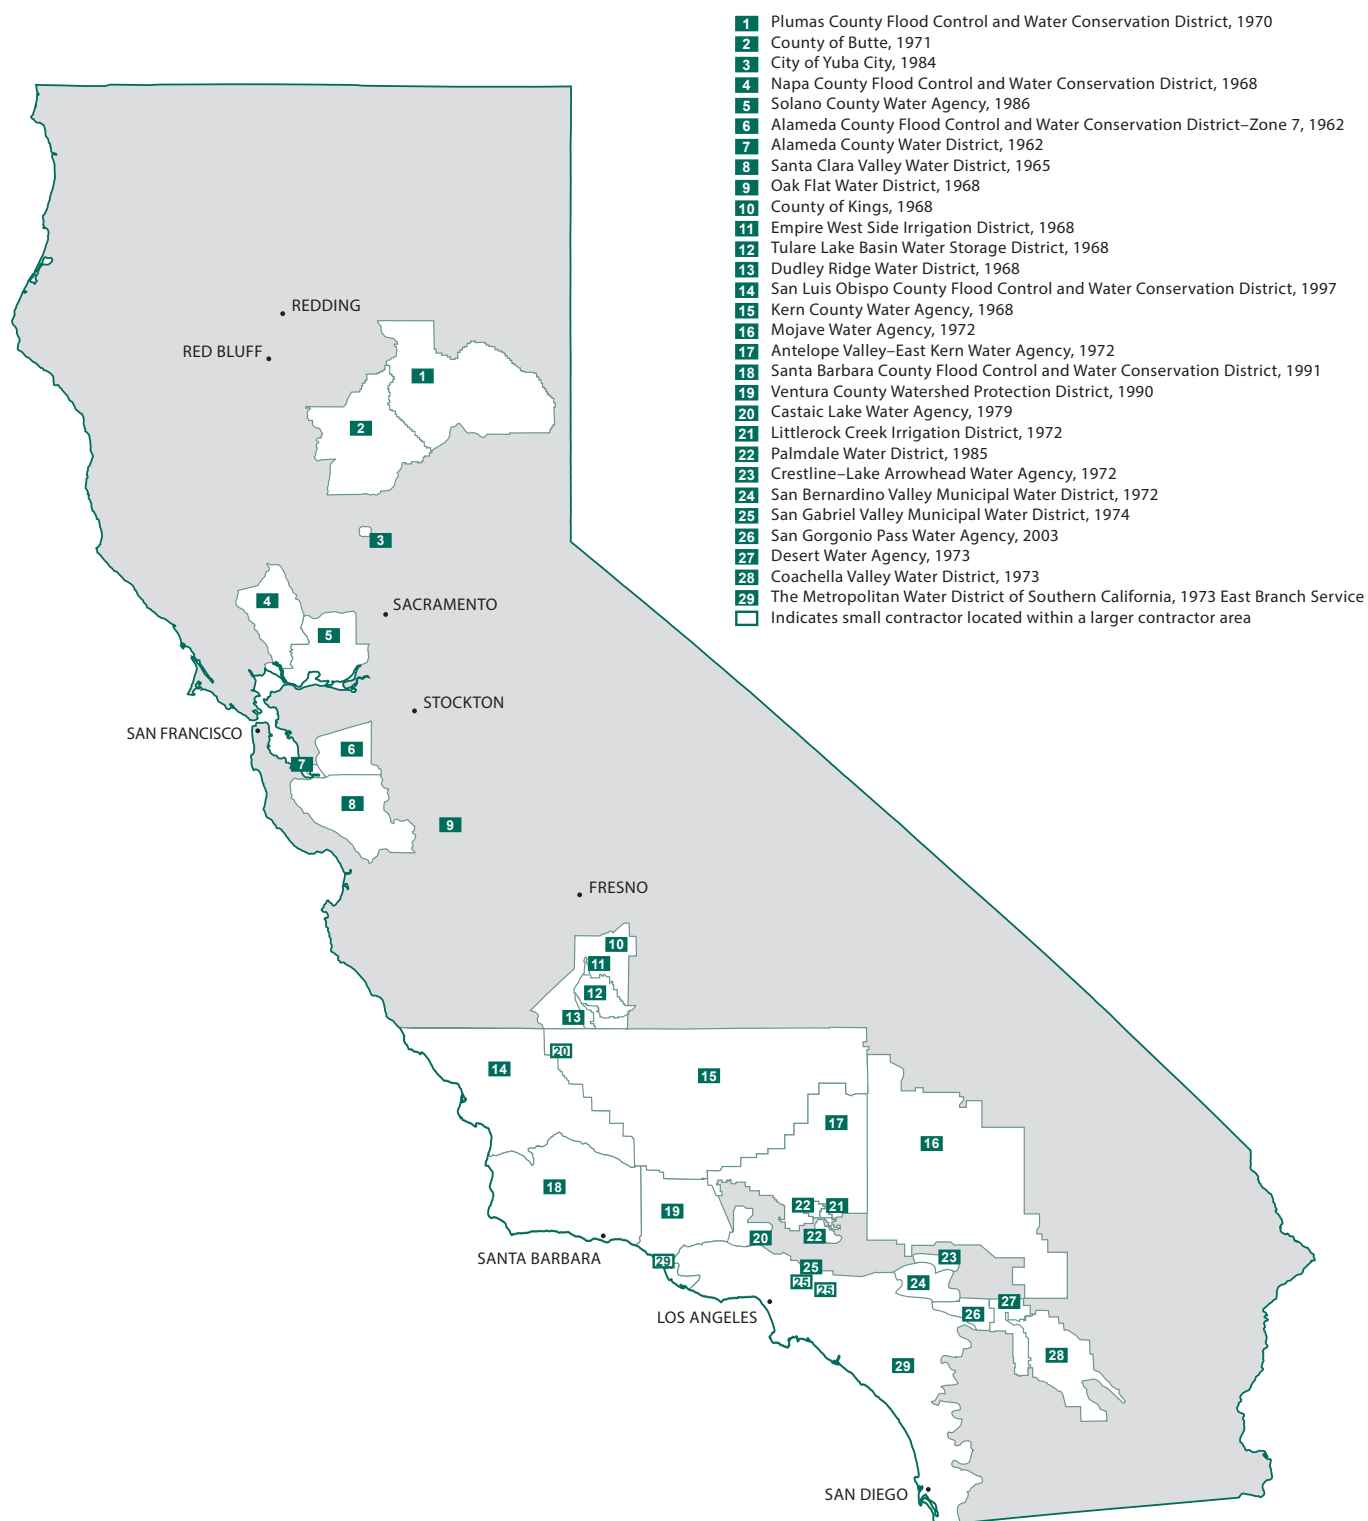 1 Plumas County Flood Control and Water Conservation District, 1970
2 County of Butte, 1971
3 City of Yuba City, 1984
4 Napa County Flood Control and Water Conservation District, 1968
5 Solano County Water Agency, 1986
6 Alameda County Flood Control and Water Conservation District–Zone 7, 1962
7 Alameda County Water District, 1962
8 Santa Clara Valley Water District, 1965
9 Oak Flat Water District, 1968
10 County of Kings, 1968
11 Empire West Side Irrigation District, 1968
12 Tulare Lake Basin Water Storage District, 1968
13 Dudley Ridge Water District, 1968
14 San Luis Obispo County Flood Control and Water Conservation District, 1997
15 Kern County Water Agency, 1968
16 Mojave Water Agency, 1972
17 Antelope Valley–East Kern Water Agency, 1972
18 Santa Barbara County Flood Control and Water Conservation District, 1991
19 Ventura County Watershed Protection District, 1990
20 Castaic Lake Water Agency, 1979
21 Littlerock Creek Irrigation District, 1972
22 Palmdale Water District, 1985
23 Crestline–Lake Arrowhead Water Agency, 1972
24 San Bernardino Valley Municipal Water District, 1972
25 San Gabriel Valley Municipal Water District, 1974
26 San Gorgonio Pass Water Agency, 2003
27 Desert Water Agency, 1973
28 Coachella Valley Water District, 1973
29 The Metropolitan Water District of Southern California, 1973 East Branch Service
Indicates small contractor located within a larger contractor area
REDDING
RED BLUFF
1
2
3
4
SACRAMENTO
5
STOCKTON
SAN FRANCISCO
6
7
8
9
FRESNO
10
11
12
13
20
14
15
17
16
18
22
21
19
22
20
SANTA BARBARA
23
29
25
25
24
25
27
LOS ANGELES
26
28
29
SAN DIEGO